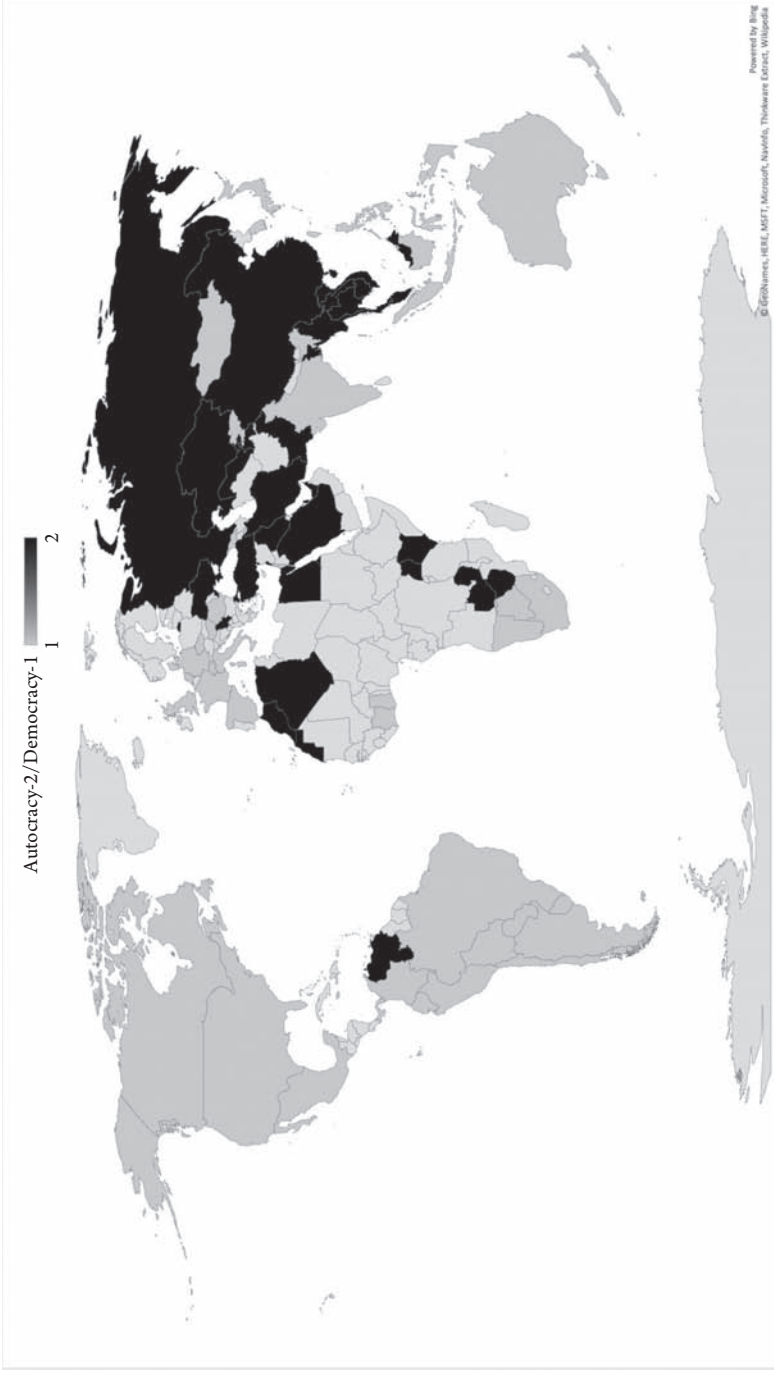 Autocracy-2/Democracy-1
1 2
Powered by Bing
© GeoNames, HERE, MSFT, Microsoft, NavInfo, Thinkware Extract, Wikipedia